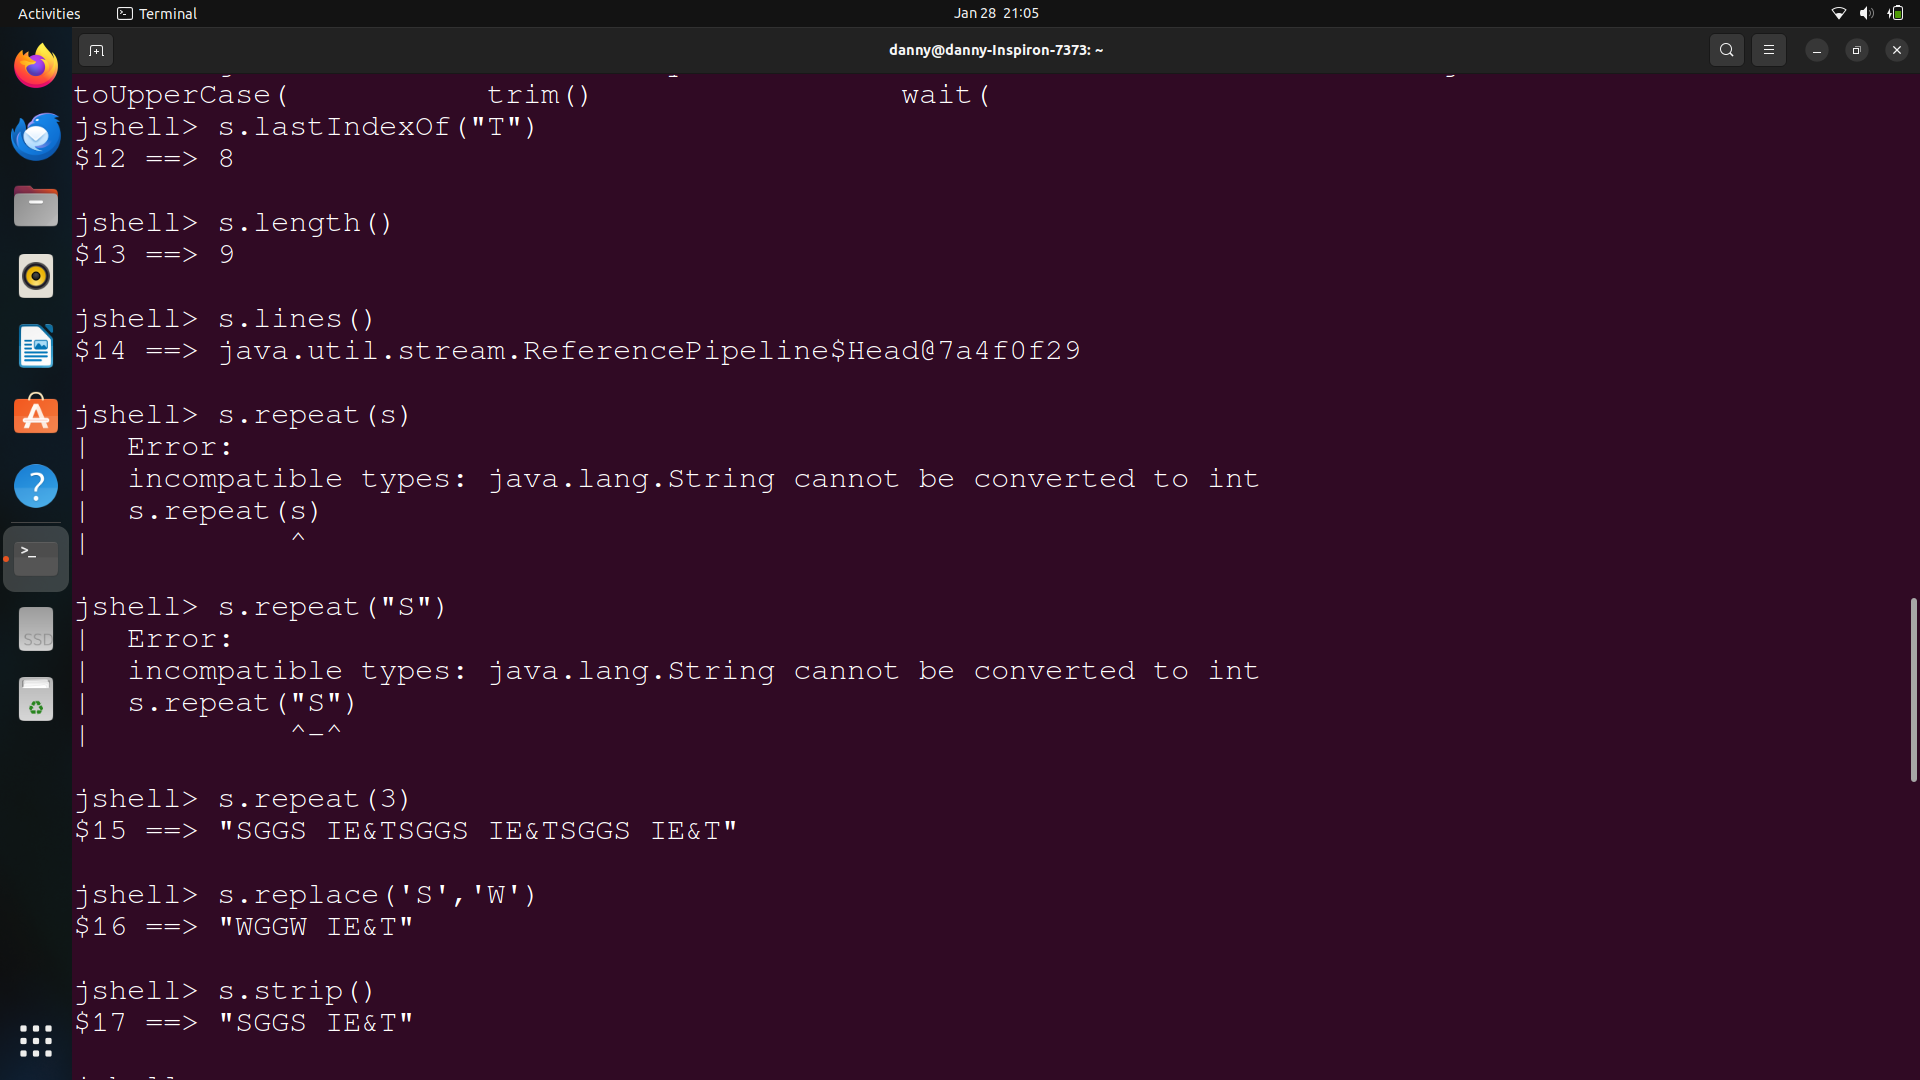 Activities Terminal Jan 28 21:05
danny@danny-Inspiron-7373: ~
toUpperCase( trim() wait(
jshell> s.lastIndexOf("T")
$12 ==> 8
jshell> s.length()
$13 ==> 9
jshell> s.lines()
$14 ==> java.util.stream.ReferencePipeline$Head@7a4f0f29
jshell> s.repeat(s)
| Error:
| incompatible types: java.lang.String cannot be converted to int
| s.repeat(s)
| ^
jshell> s.repeat("S")
| Error:
| incompatible types: java.lang.String cannot be converted to int
| s.repeat("S")
| ^-^
jshell> s.repeat(3)
$15 ==> "SGGS IE&TSGGS IE&TSGGS IE&T"
jshell> s.replace('S','W')
$16 ==> "WGGW IE&T"
jshell> s.strip()
$17 ==> "SGGS IE&T"
SSD